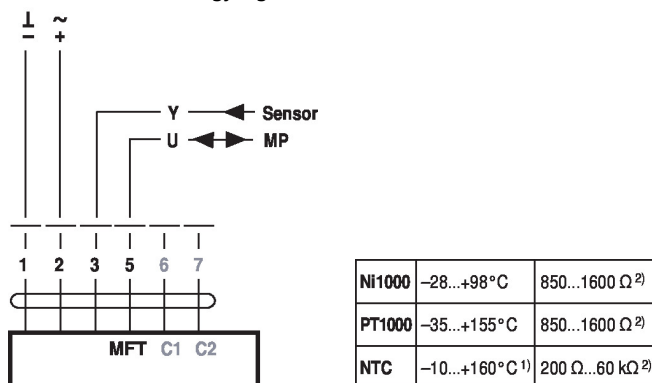 ⊥ ~
− +
Y Sensor
U MP
1 2 3 5 6 7
MFT C1 C2
Ni1000 –28...+98°C 850...1600 Ω 2)
PT1000 –35...+155°C 850...1600 Ω 2)
NTC –10...+160°C 1) 200 Ω...60 kΩ 2)